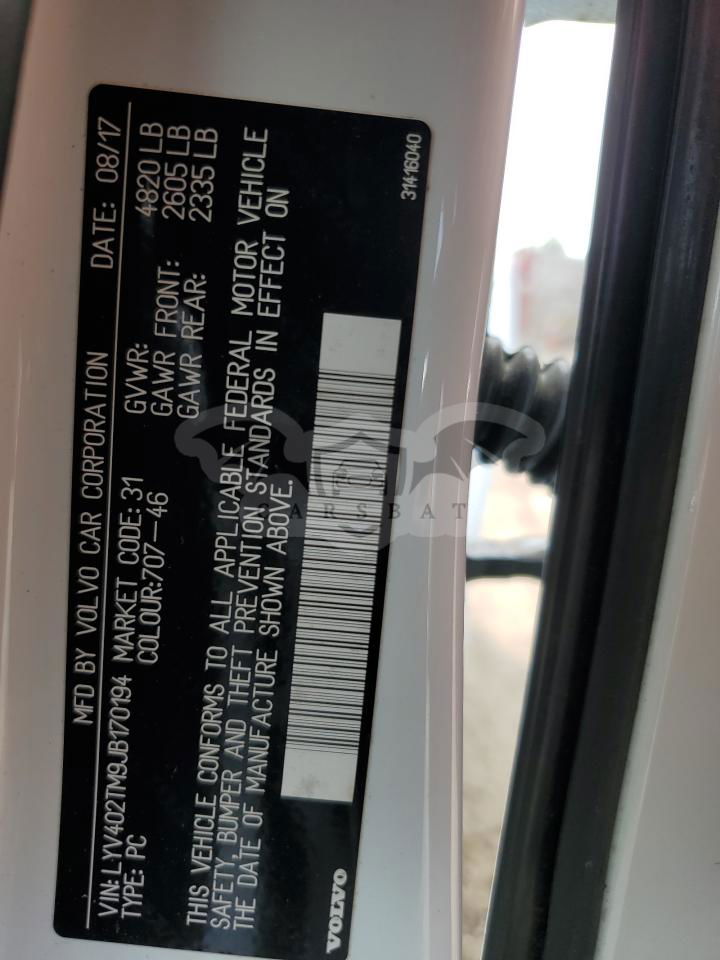 MFD BY VOLVO CAR CORPORATION DATE: 08/17
VIN: LYV402TM9JB170194 MARKET CODE: 31 GVWR: 4820 LB
TYPE: PC COLOUR:707-46 GAWR FRONT: 2605 LB
GAWR REAR: 2335 LB
THIS VEHICLE CONFORMS TO ALL APPLICABLE FEDERAL MOTOR VEHICLE
SAFETY, BUMPER AND THEFT PREVENTION STANDARDS IN EFFECT ON
THE DATE OF MANUFACTURE SHOWN ABOVE.
VOLVO
31416040
SARSBAT